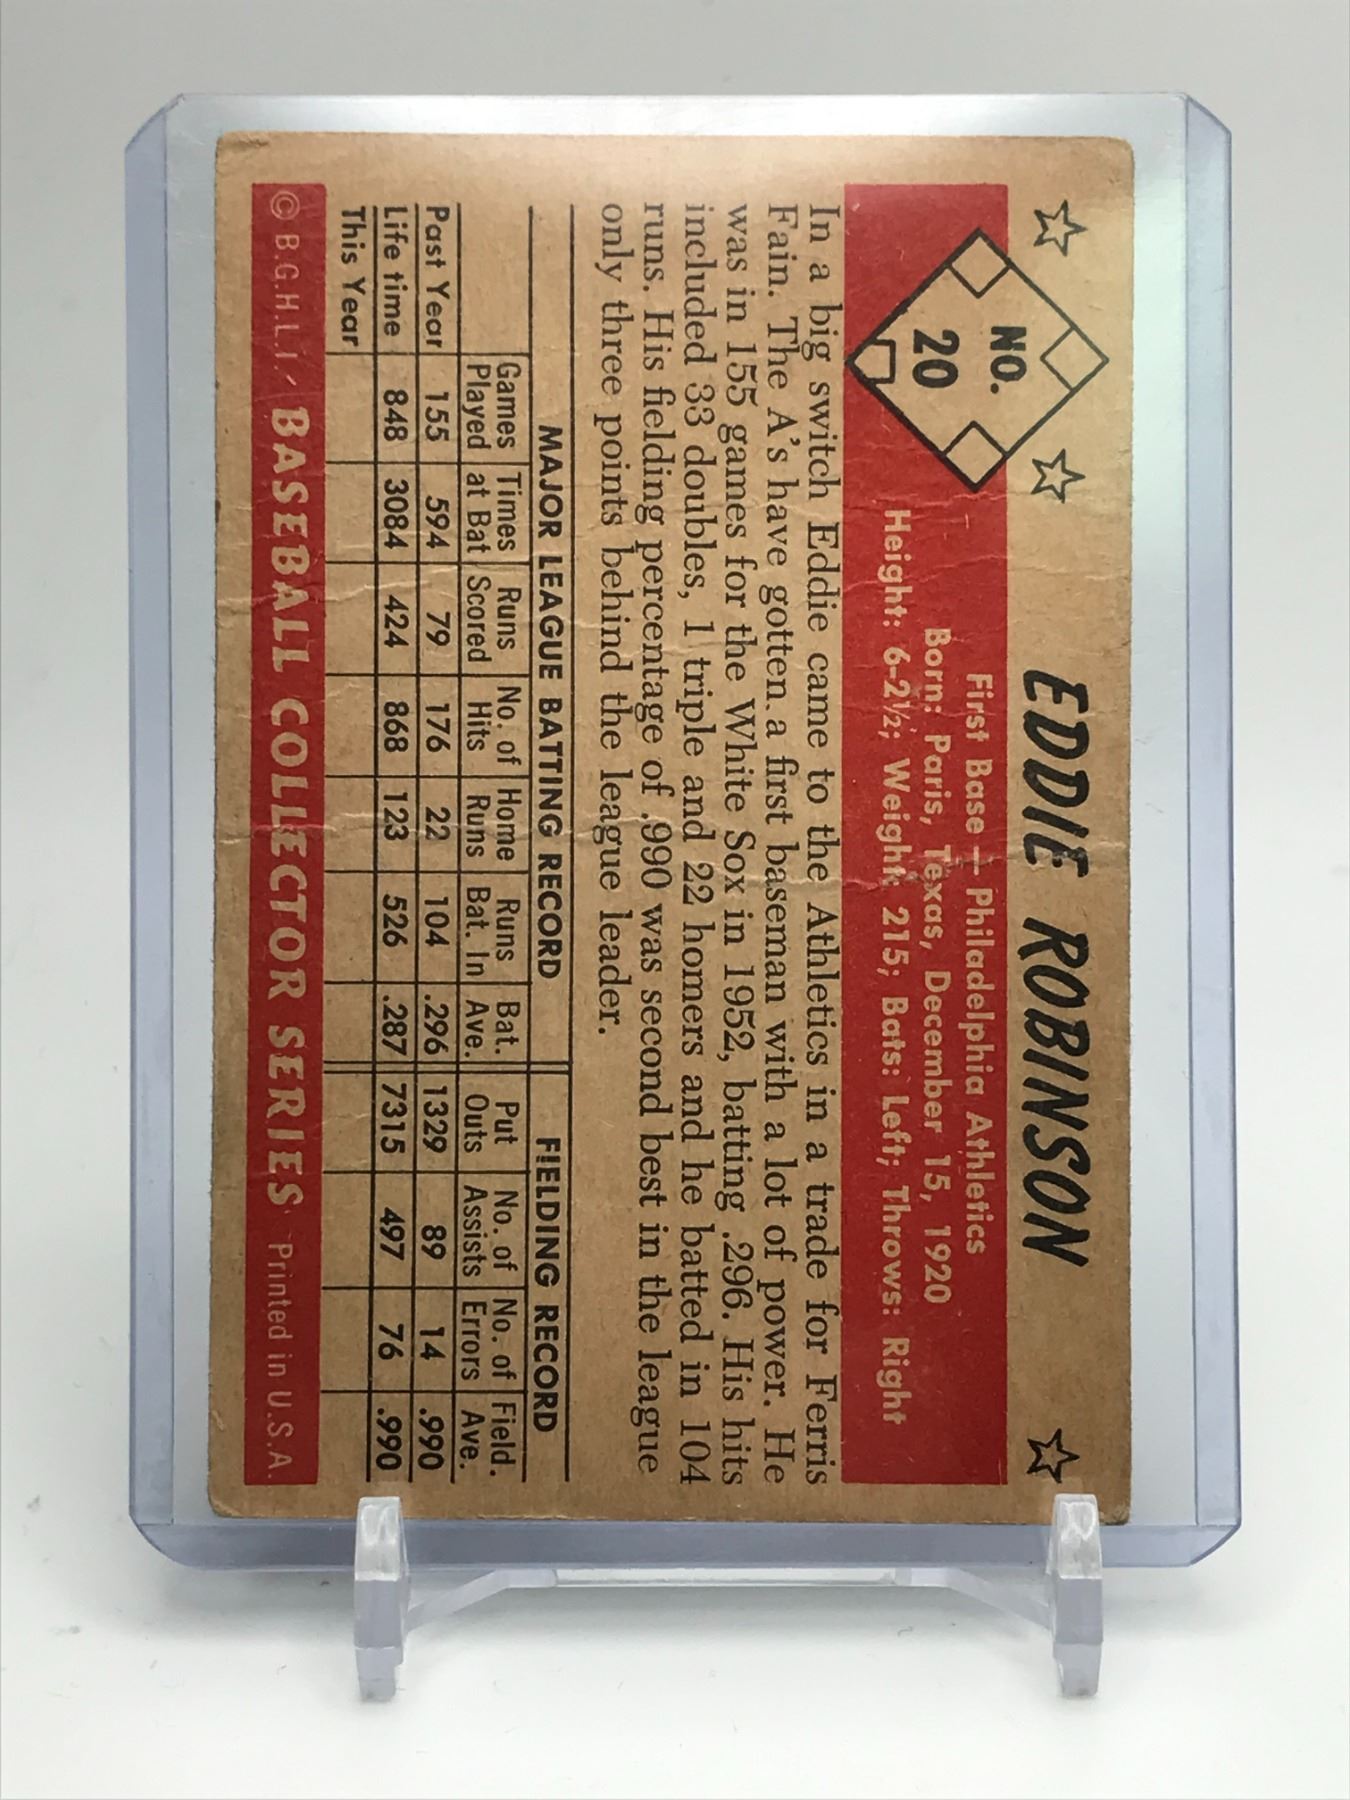 NO.
20
EDDIE ROBINSON
First Base — Philadelphia Athletics
Born: Paris, Texas, December 15, 1920
Height: 6-2½; Weight: 215; Bats: Left; Throws: Right
In a big switch Eddie came to the Athletics in a trade for Ferris
Fain. The A's have gotten a first baseman with a lot of power. He
was in 155 games for the White Sox in 1952, batting .296. His hits
included 33 doubles, 1 triple and 22 homers and he batted in 104
runs. His fielding percentage of .990 was second best in the league
only three points behind the league leader.
MAJOR LEAGUE BATTING RECORD FIELDING RECORD
Games Times Runs No. of Home Runs Bat. Put No. of No. of Field.
Played at Bat Scored Hits Runs Bat. In Ave. Outs Assists Errors Ave.
Past Year 155 594 79 176 22 104 .296 1329 89 14 .990
Life time 848 3084 424 868 123 526 .287 7315 497 76 .990
This Year
© B.G.H.L.I. BASEBALL COLLECTOR SERIES Printed in U.S.A.